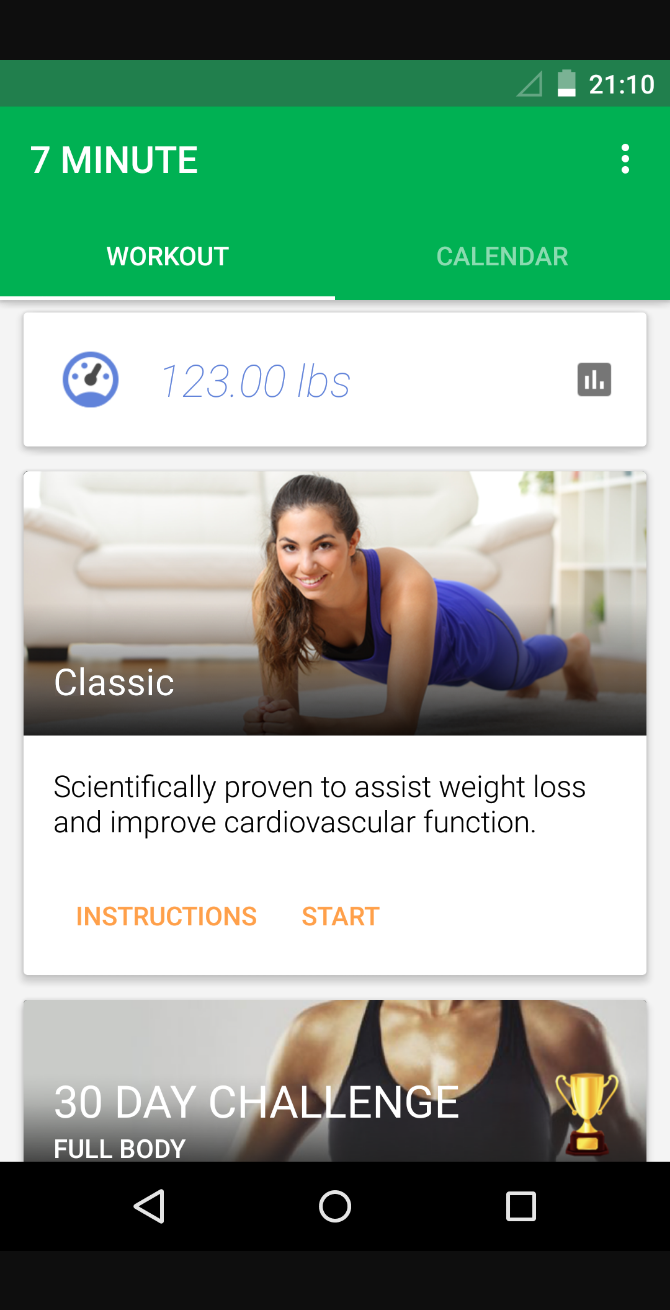 21:10
7 MINUTE
WORKOUT
CALENDAR
123.00 lbs
Classic
Scientifically proven to assist weight loss
and improve cardiovascular function.
INSTRUCTIONS
START
30 DAY CHALLENGE
FULL BODY